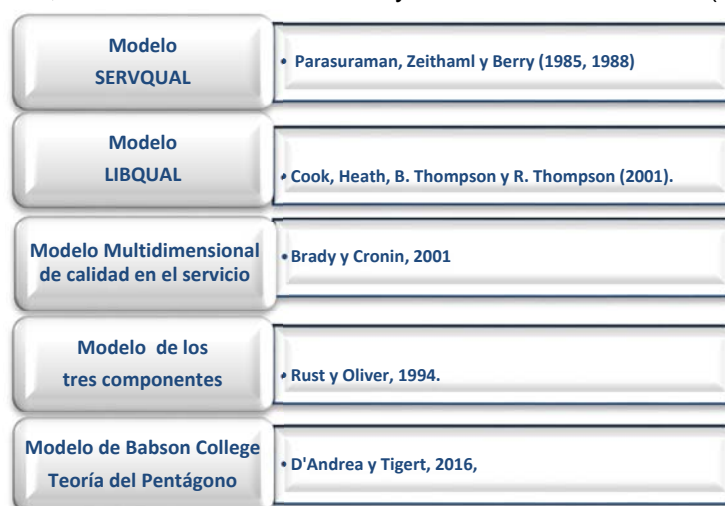 Modelo
SERVQUAL
• Parasuraman, Zeithaml y Berry (1985, 1988)
Modelo
LIBQUAL
• Cook, Heath, B. Thompson y R. Thompson (2001).
Modelo Multidimensional
de calidad en el servicio
• Brady y Cronin, 2001
Modelo de los
tres componentes
• Rust y Oliver, 1994.
Modelo de Babson College
Teoría del Pentágono
• D'Andrea y Tigert, 2016,